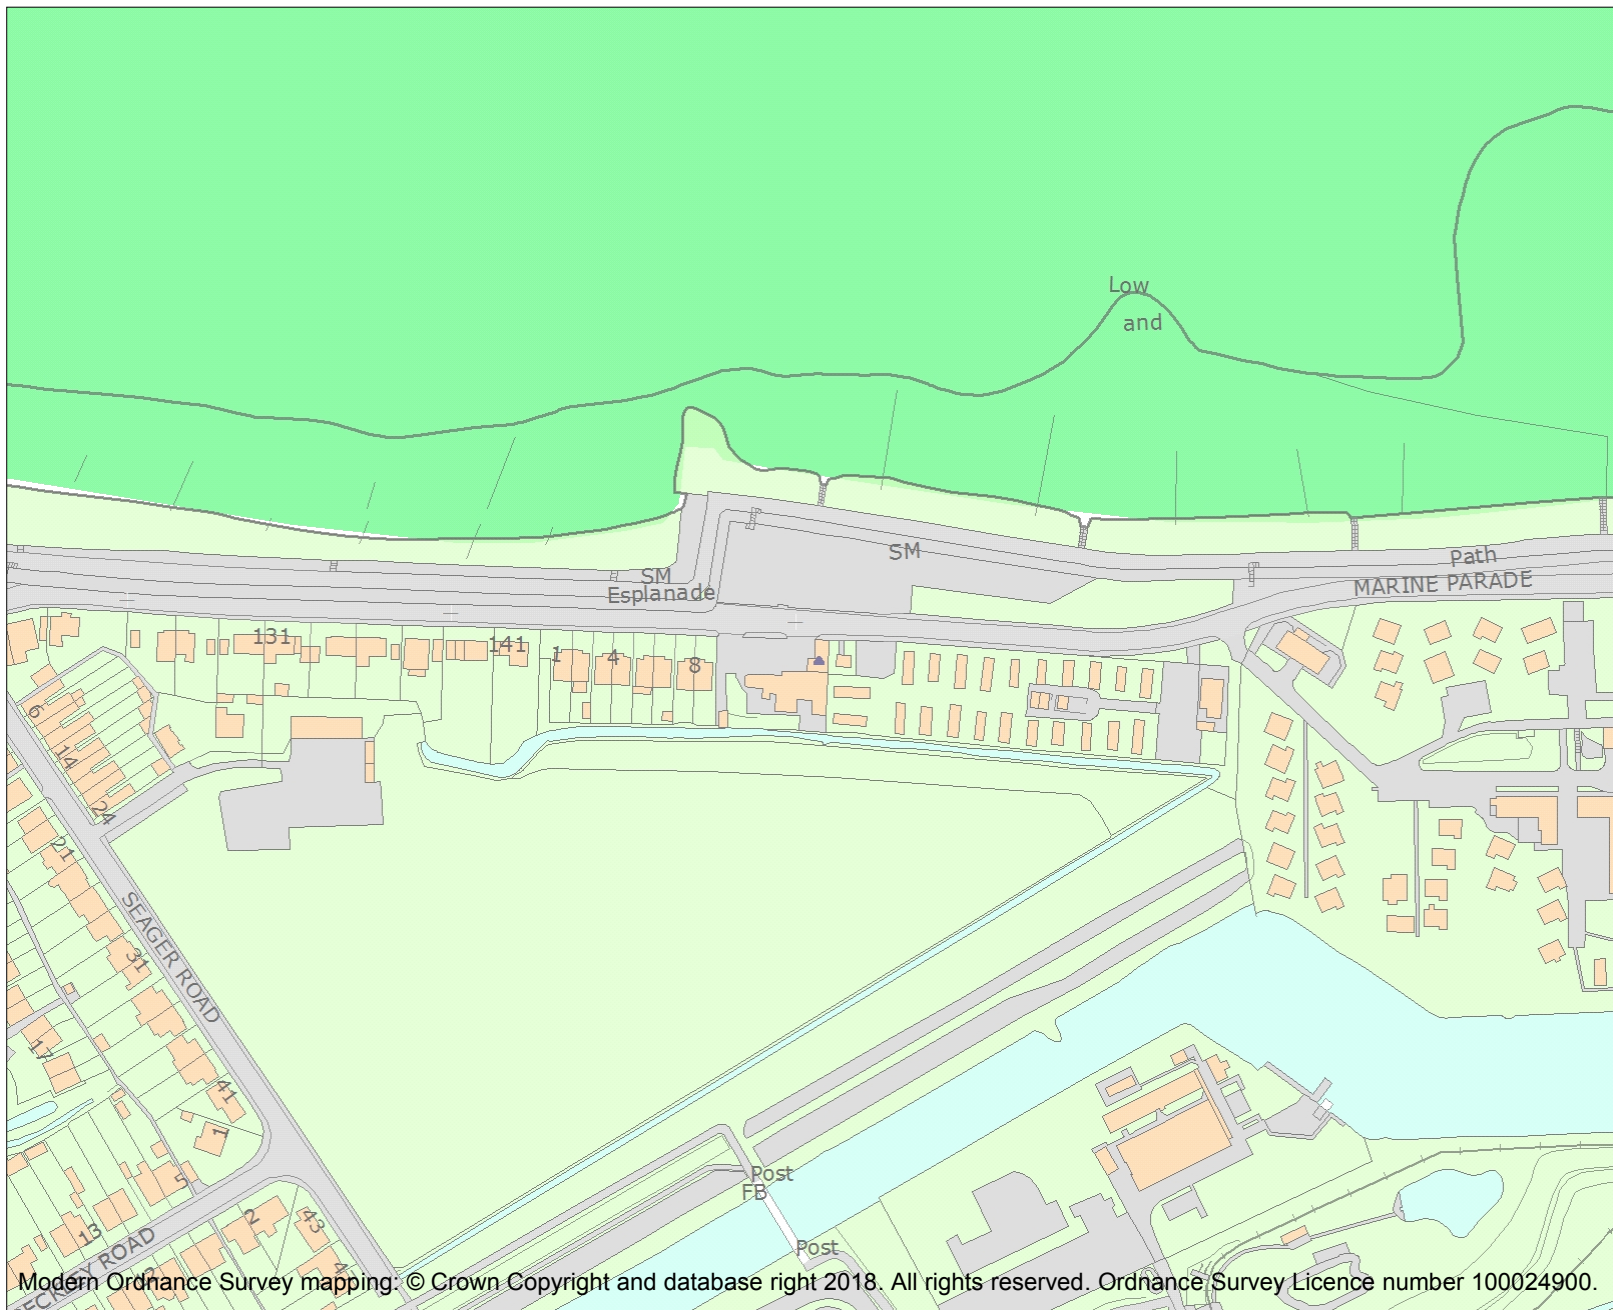 Low
and
SM
SM
Esplanade
Path
MARINE PARADE
131
141
1
4
8
6
14
24
21
SEAGER ROAD
31
17
41
1
5
Post
FB
13
2
43
Post
ECKLEY ROAD
Modern Ordnance Survey mapping: © Crown Copyright and database right 2018. All rights reserved. Ordnance Survey Licence number 100024900.